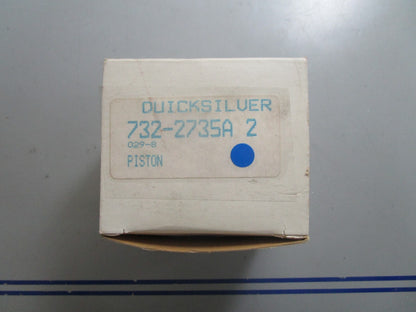 QUICKSILVER
732-2735A 2
029-8
PISTON